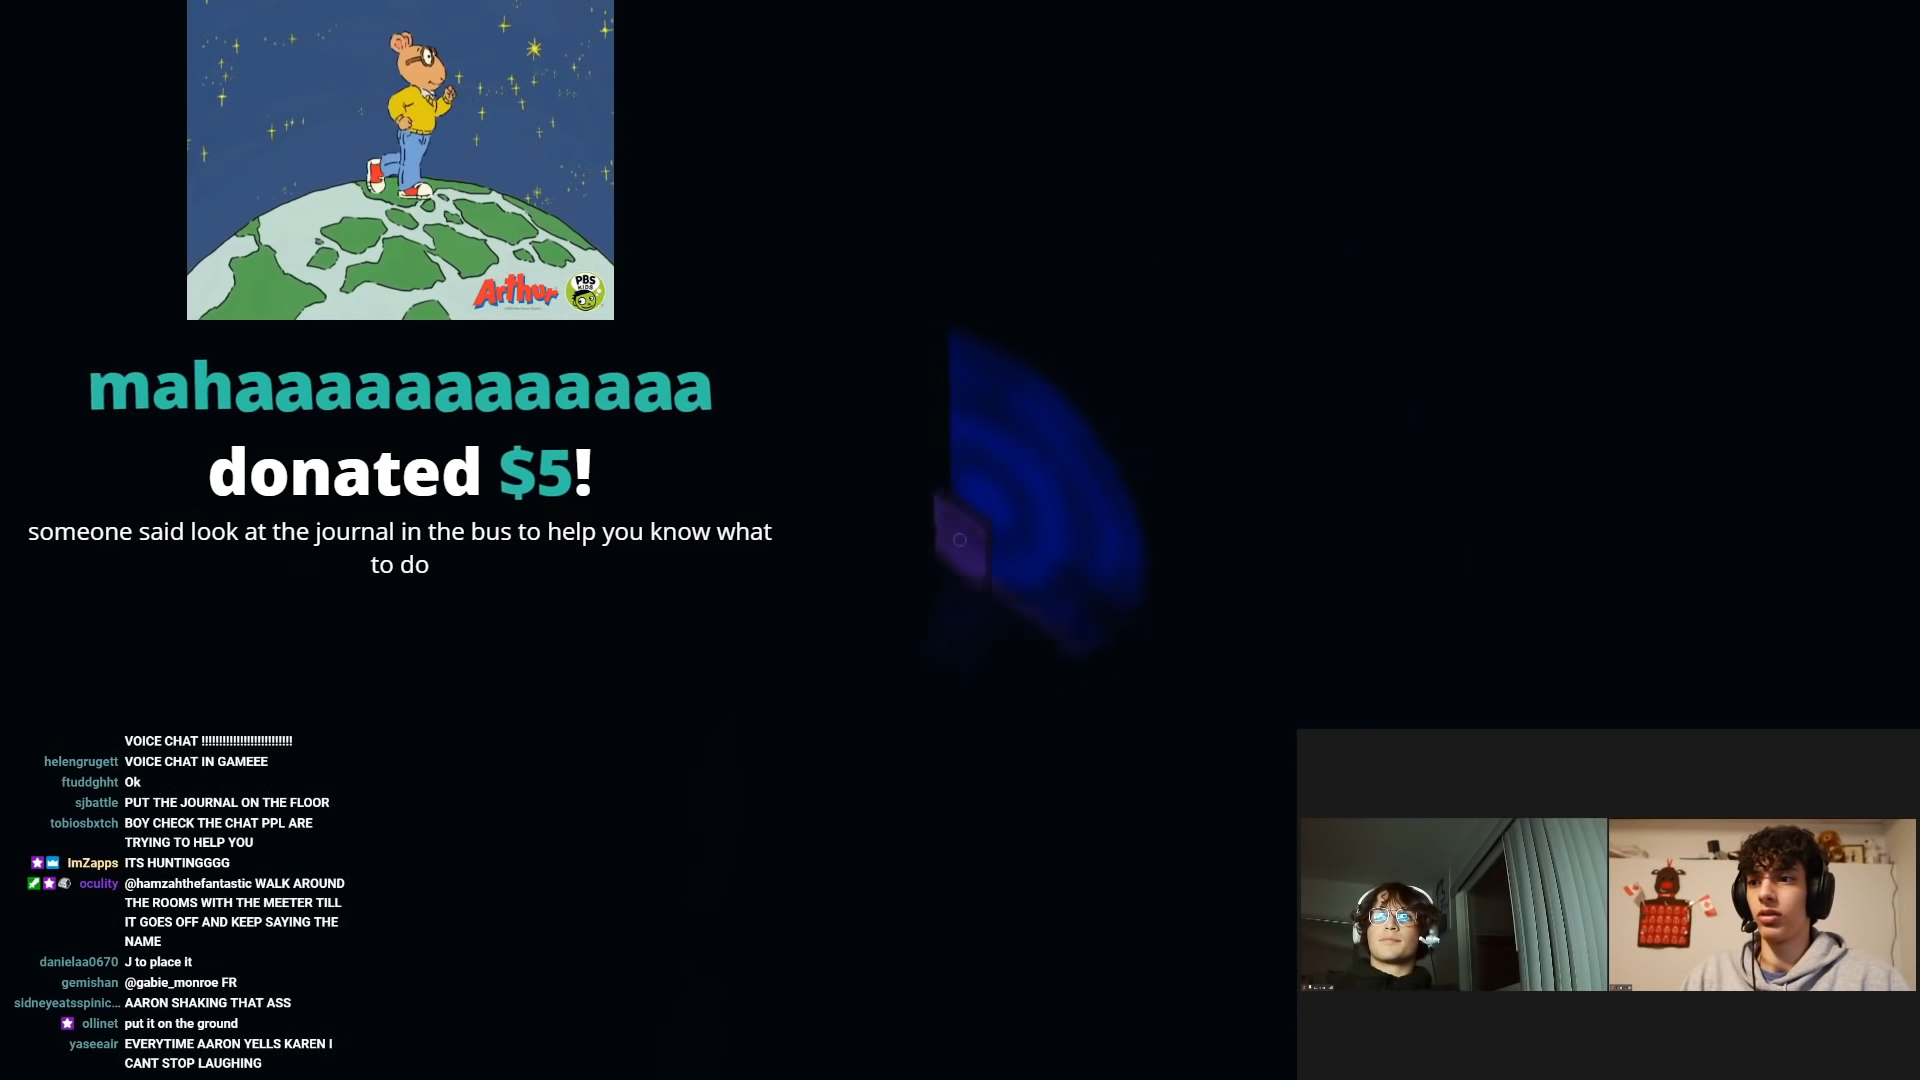 Arthur
PBS
KIDS
mahaaaaaaaaaaaa
donated $5!
someone said look at the journal in the bus to help you know what
to do
VOICE CHAT !!!!!!!!!!!!!!!!!!!!!!!!!!
helengrugett VOICE CHAT IN GAMEEE
ftuddghht Ok
sjbattle PUT THE JOURNAL ON THE FLOOR
tobiosbxtch BOY CHECK THE CHAT PPL ARE
TRYING TO HELP YOU
ImZapps ITS HUNTINGGGG
oculity @hamzahthefantastic WALK AROUND
THE ROOMS WITH THE MEETER TILL
IT GOES OFF AND KEEP SAYING THE
NAME
danielaa0670 J to place it
gemishan @gabie_monroe FR
sidneyeatsspinic... AARON SHAKING THAT ASS
ollinet put it on the ground
yaseeair EVERYTIME AARON YELLS KAREN I
CANT STOP LAUGHING